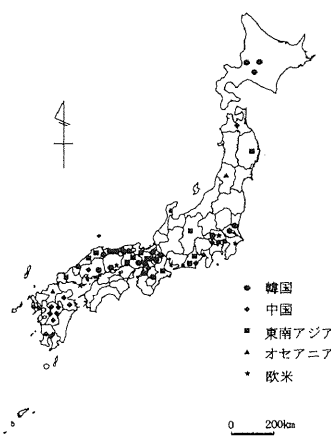 韓国
中国
東南アジア
オセアニア
欧米
0 200km